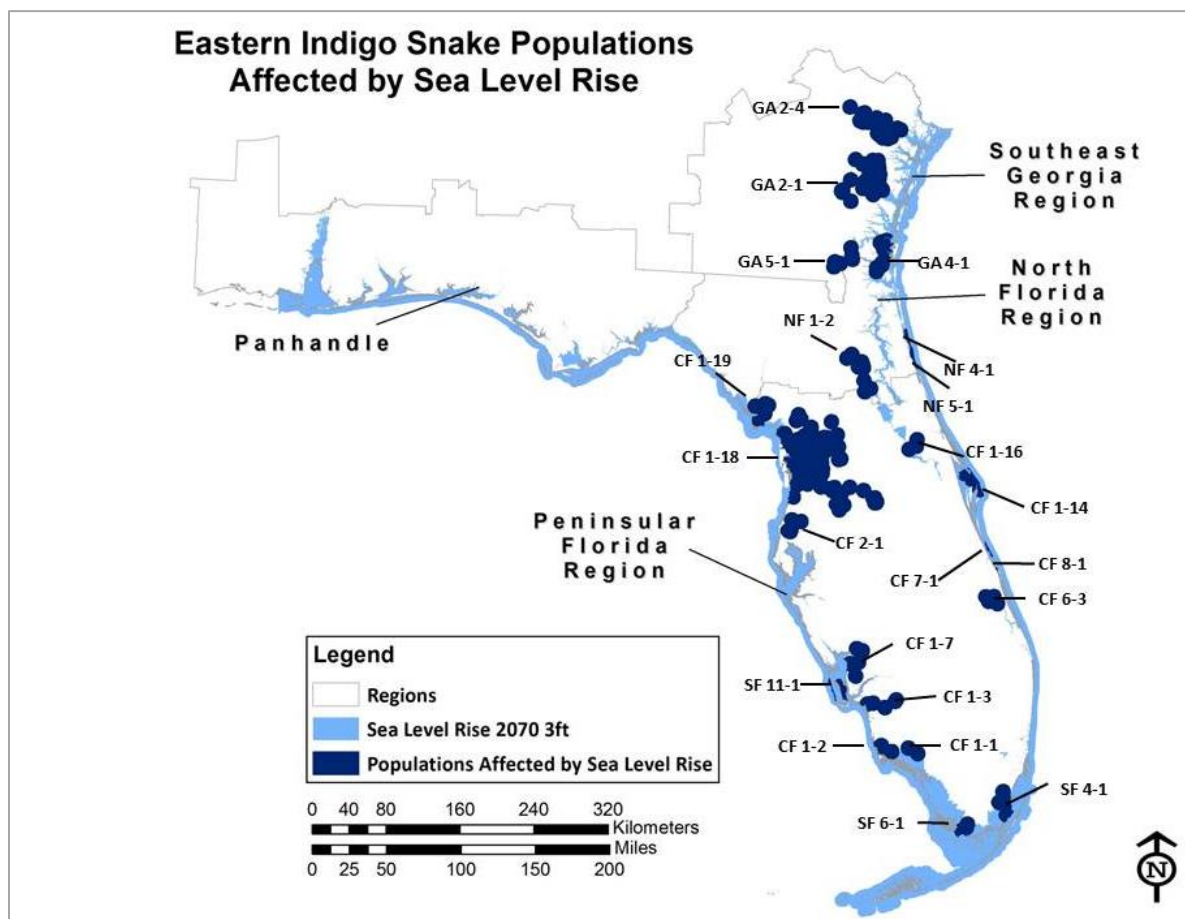 Eastern Indigo Snake Populations
Affected by Sea Level Rise
GA 2-4
Southeast
Georgia
Region
GA 2-1
GA 5-1
GA 4-1
North
Florida
Region
NF 1-2
Panhandle
NF 4-1
CF 1-19
NF 5-1
CF 1-16
CF 1-18
CF 1-14
Peninsular
Florida
Region
CF 2-1
CF 8-1
CF 7-1
CF 6-3
CF 1-7
SF 11-1
CF 1-3
CF 1-2
CF 1-1
SF 4-1
SF 6-1
Legend
Regions
Sea Level Rise 2070 3ft
Populations Affected by Sea Level Rise
0 40 80 160 240 320
Kilometers
Miles
0 25 50 100 150 200
N